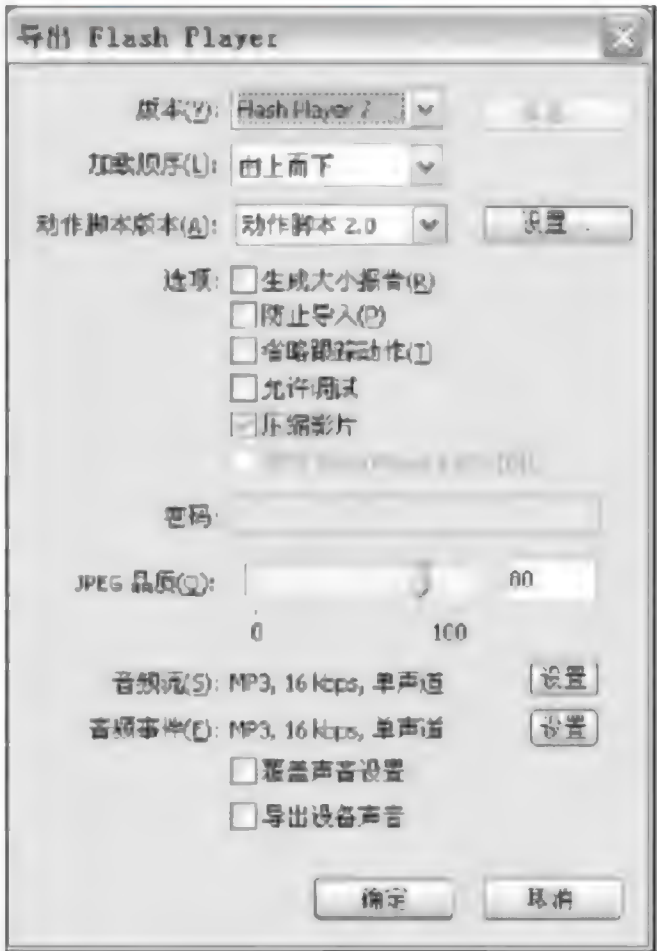 导出 Flash Player
版本(V): Flash Player 7
加载顺序(L): 由上而下
动作脚本版本(A): 动作脚本 2.0 设置...
选项: 生成大小报告(R)
防止导入(P)
省略跟踪动作(T)
允许调试
压缩影片
密码:
JPEG 品质(Q): 80
0 100
音频流(S): MP3, 16 kbps, 单声道 设置
音频事件(E): MP3, 16 kbps, 单声道 设置
覆盖声音设置
导出设备声音
确定 取消